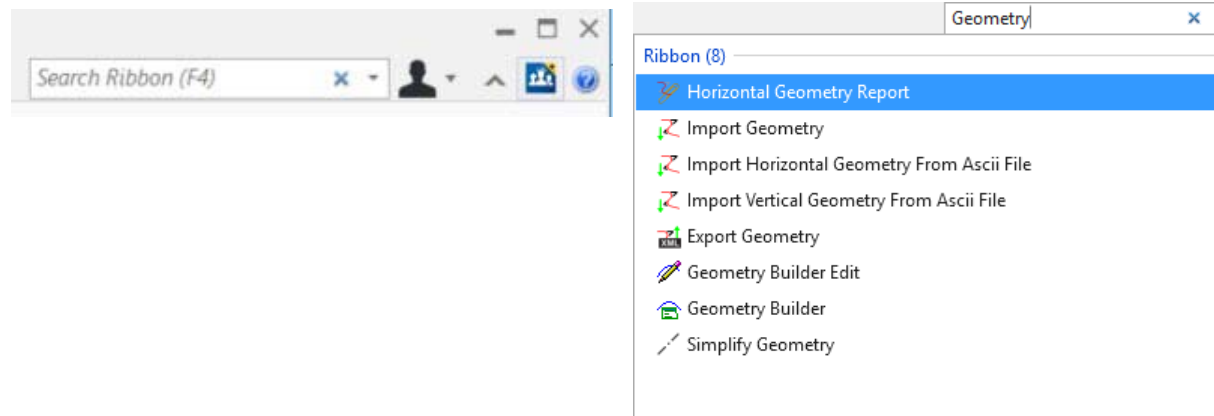 Search Ribbon (F4)
Geometry
Ribbon (8)
Horizontal Geometry Report
Import Geometry
Import Horizontal Geometry From Ascii File
Import Vertical Geometry From Ascii File
XML
Export Geometry
Geometry Builder Edit
Geometry Builder
Simplify Geometry